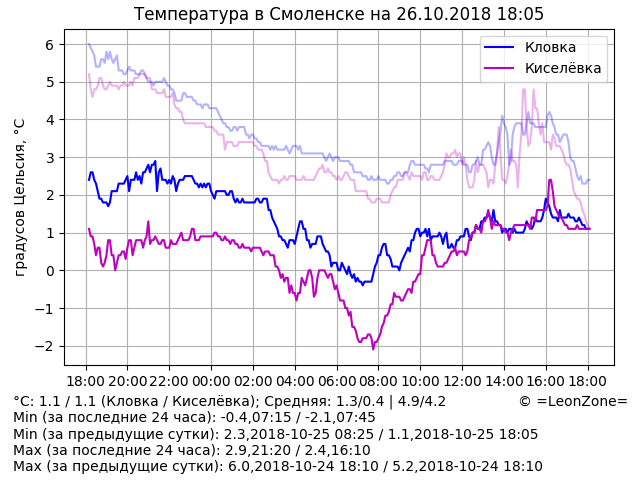 Температура в Смоленске на 26.10.2018 18:05
Кловка
Киселёвка
градусов Цельсия, °C
6
5
4
3
2
1
0
−1
−2
18:00 20:00 22:00 00:00 02:00 04:00 06:00 08:00 10:00 12:00 14:00 16:00 18:00
°C: 1.1 / 1.1 (Кловка / Киселёвка); Средняя: 1.3/0.4 | 4.9/4.2 © =LeonZone=
Min (за последние 24 часа): -0.4,07:15 / -2.1,07:45
Min (за предыдущие сутки): 2.3,2018-10-25 08:25 / 1.1,2018-10-25 18:05
Max (за последние 24 часа): 2.9,21:20 / 2.4,16:10
Max (за предыдущие сутки): 6.0,2018-10-24 18:10 / 5.2,2018-10-24 18:10